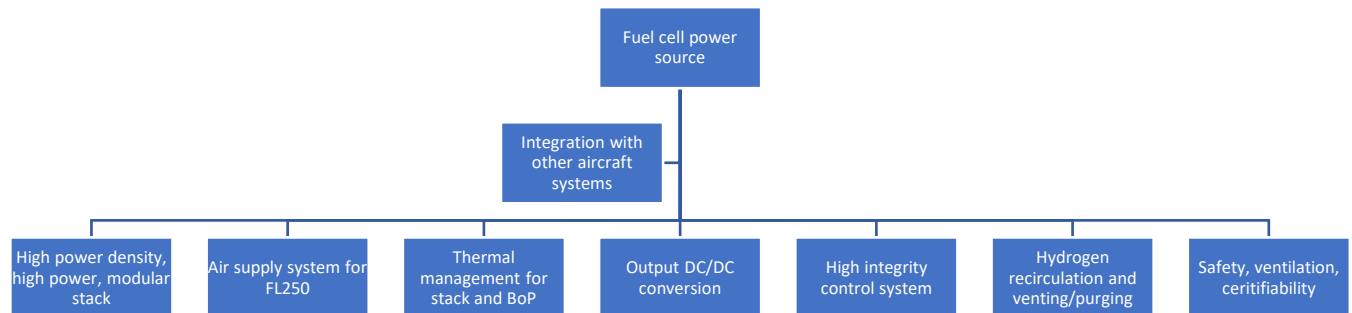 Fuel cell power
source
Integration with
other aircraft
systems
High power density,
high power, modular
stack
Air supply system for
FL250
Thermal
management for
stack and BoP
Output DC/DC
conversion
High integrity
control system
Hydrogen
recirculation and
venting/purging
Safety, ventilation,
ceritifiability